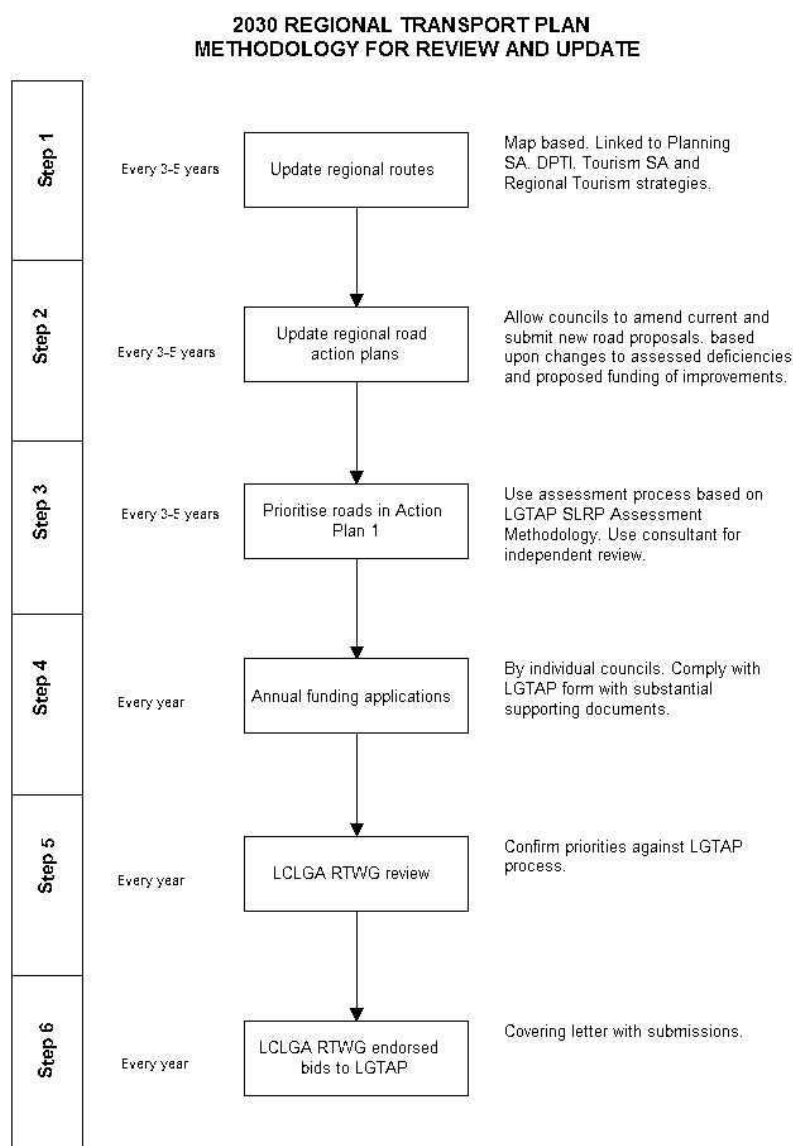 2030 REGIONAL TRANSPORT PLAN
METHODOLOGY FOR REVIEW AND UPDATE
Step 1
Every 3-5 years
Update regional routes
Map based. Linked to Planning
SA. DPTI. Tourism SA and
Regional Tourism strategies.
Step 2
Every 3-5 years
Update regional road
action plans
Allow councils to amend current and
submit new road proposals. based
upon changes to assessed deficiencies
and proposed funding of improvements.
Step 3
Every 3-5 years
Prioritise roads in Action
Plan 1
Use assessment process based on
LGTAP SLRP Assessment
Methodology. Use consultant for
independent review.
Step 4
Every year
Annual funding applications
By individual councils. Comply with
LGTAP form with substantial
supporting documents.
Step 5
Every year
LCLGA RTWG review
Confirm priorities against LGTAP
process.
Step 6
Every year
LCLGA RTWG endorsed
bids to LGTAP
Covering letter with submissions.